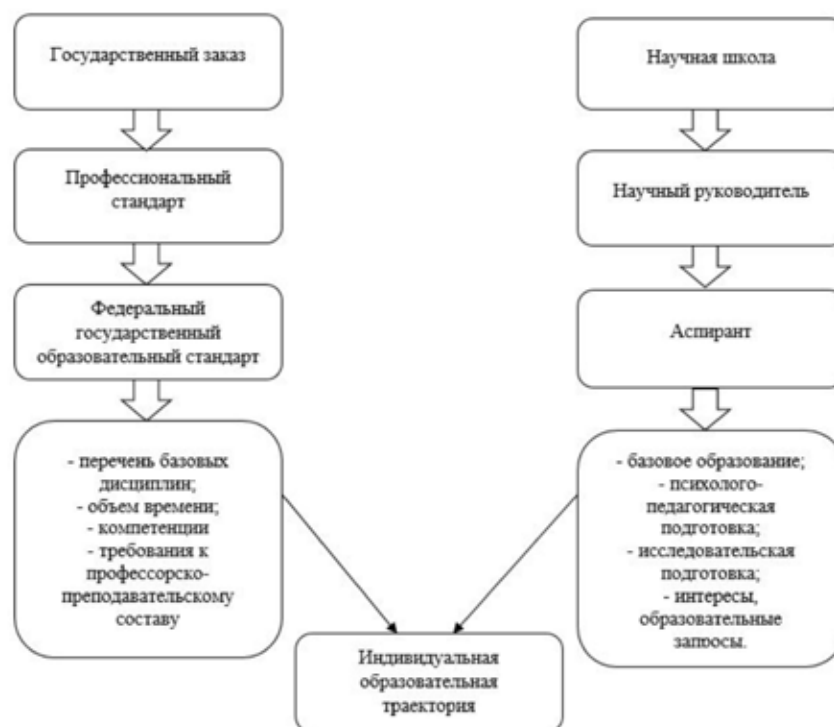 Государственный заказ
Профессиональный
стандарт
Федеральный
государственный
образовательный стандарт
- перечень базовых
дисциплин;
- объем времени;
- компетенции
- требования к
профессорско-
преподавательскому
составу
Научная школа
Научный руководитель
Аспирант
- базовое образование;
- психолого-
педагогическая
подготовка;
- исследовательская
подготовка;
- интересы,
образовательные
запросы.
Индивидуальная
образовательная
траектория